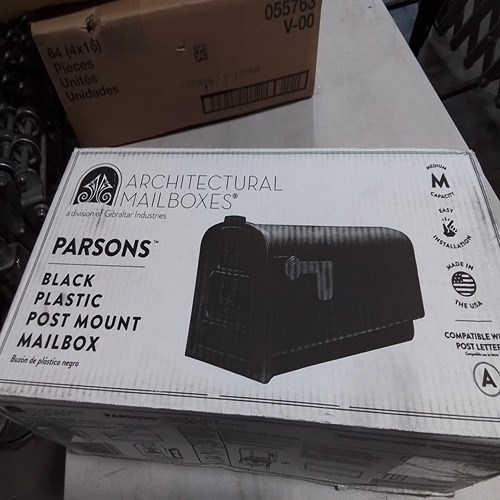 055763
V-00
64 (4x16)
Pieces
Unités
Unidades
ARCHITECTURAL
MAILBOXES®
a division of Gibraltar Industries
PARSONS™
BLACK
PLASTIC
POST MOUNT
MAILBOX
Buzón de plástico negro
MEDIUM
M
CAPACITY
EASY
INSTALLATION
MADE IN
THE USA
COMPATIBLE
POST LETTER
A
PARSONS